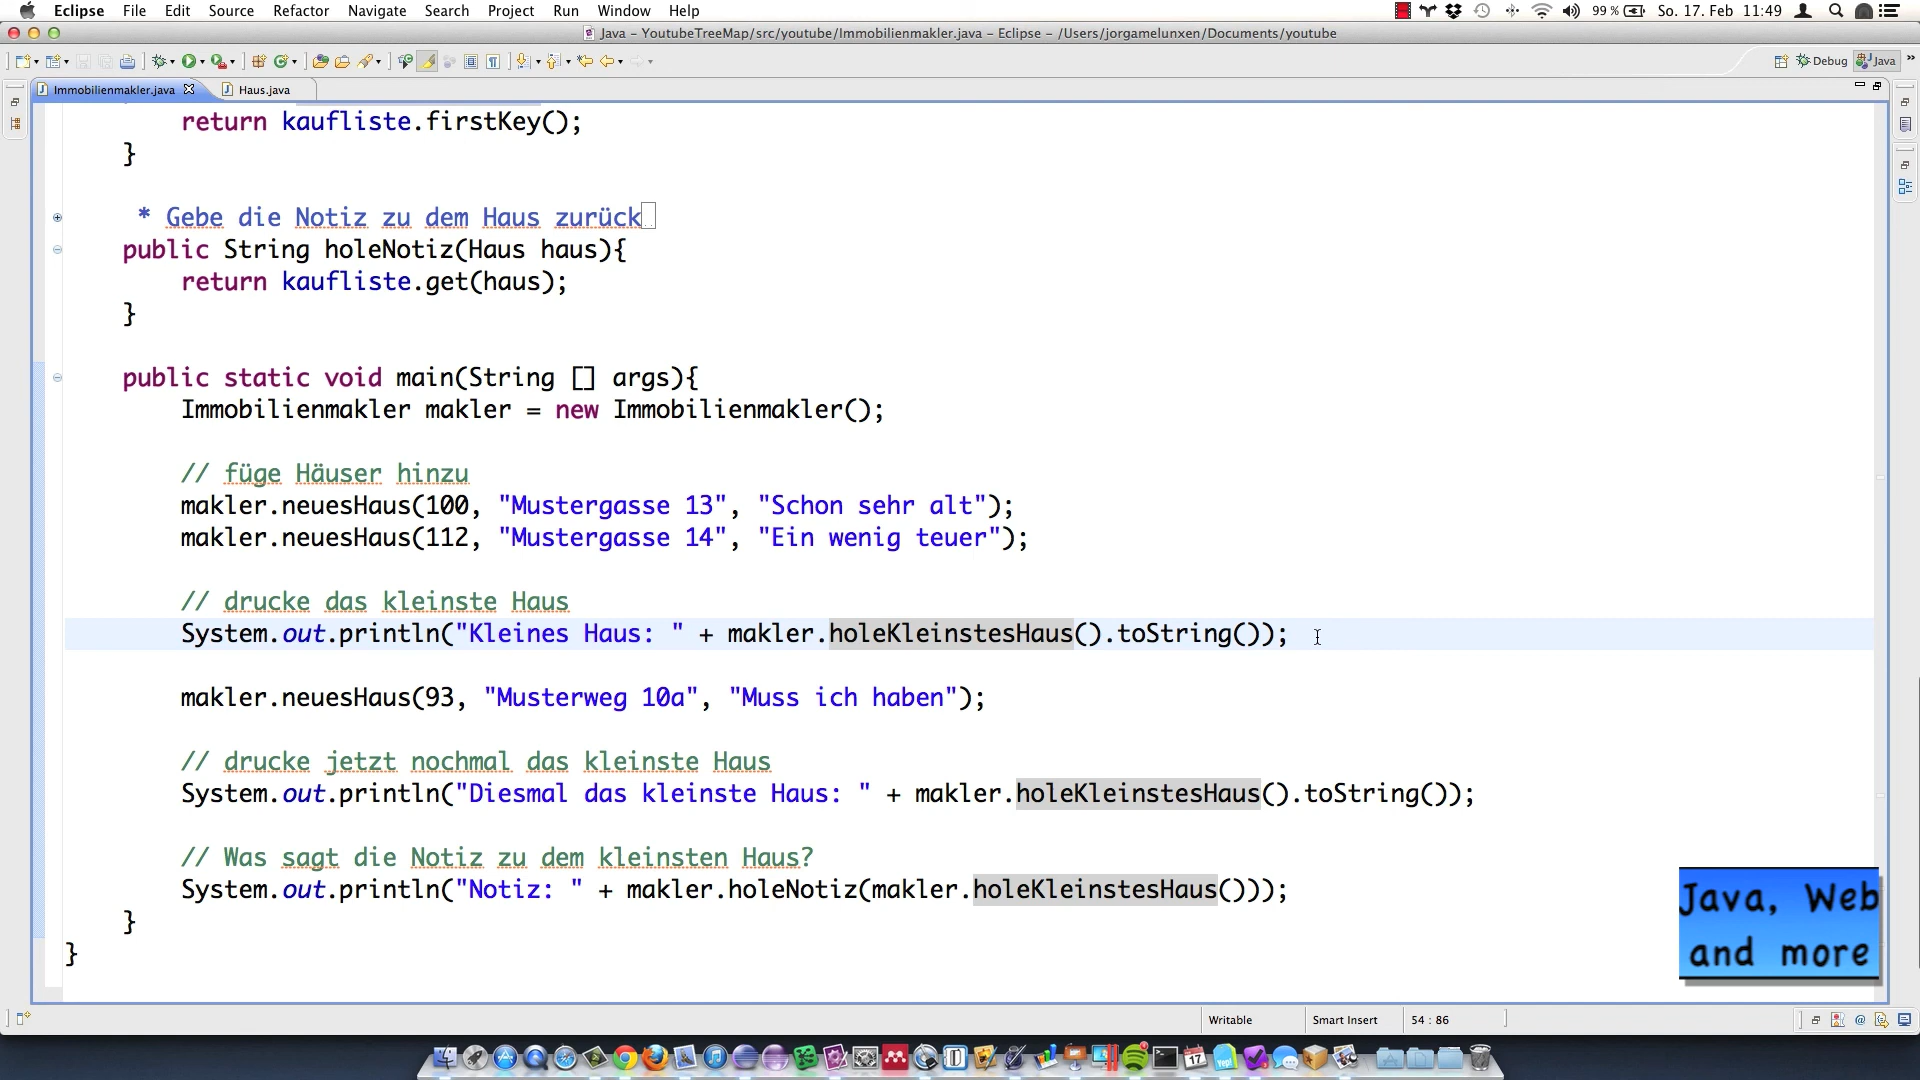 Eclipse File Edit Source Refactor Navigate Search Project Run Window Help 99 % So. 17. Feb 11:49
Java – YoutubeTreeMap/src/youtube/Immobilienmakler.java – Eclipse – /Users/jorgamelunxen/Documents/youtube
Debug Java
Immobilienmakler.java Haus.java
return kaufliste.firstKey();
}
* Gebe die Notiz zu dem Haus zurück
public String holeNotiz(Haus haus){
return kaufliste.get(haus);
}
public static void main(String [] args){
Immobilienmakler makler = new Immobilienmakler();
// füge Häuser hinzu
makler.neuesHaus(100, "Mustergasse 13", "Schon sehr alt");
makler.neuesHaus(112, "Mustergasse 14", "Ein wenig teuer");
// drucke das kleinste Haus
System.out.println("Kleines Haus: " + makler.holeKleinstesHaus().toString());
makler.neuesHaus(93, "Musterweg 10a", "Muss ich haben");
// drucke jetzt nochmal das kleinste Haus
System.out.println("Diesmal das kleinste Haus: " + makler.holeKleinstesHaus().toString());
// Was sagt die Notiz zu dem kleinsten Haus?
System.out.println("Notiz: " + makler.holeNotiz(makler.holeKleinstesHaus()));
}
}
Java, Web
and more
Writable Smart Insert 54 : 86